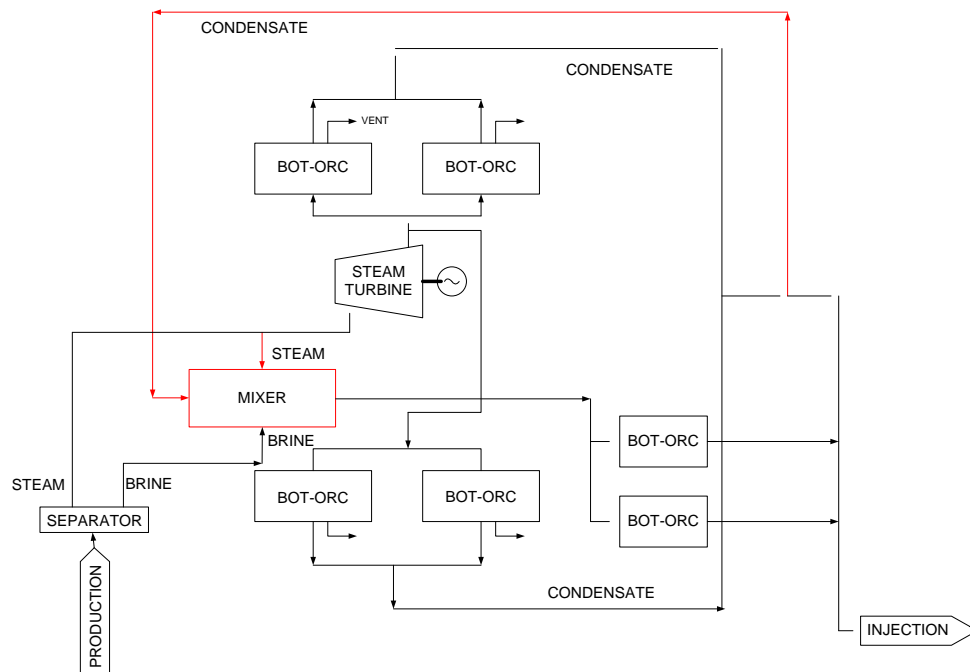 CONDENSATE
CONDENSATE
VENT
BOT-ORC
BOT-ORC
STEAM
TURBINE
STEAM
MIXER
BRINE
BOT-ORC
STEAM
BRINE
BOT-ORC
BOT-ORC
SEPARATOR
BOT-ORC
PRODUCTION
CONDENSATE
INJECTION